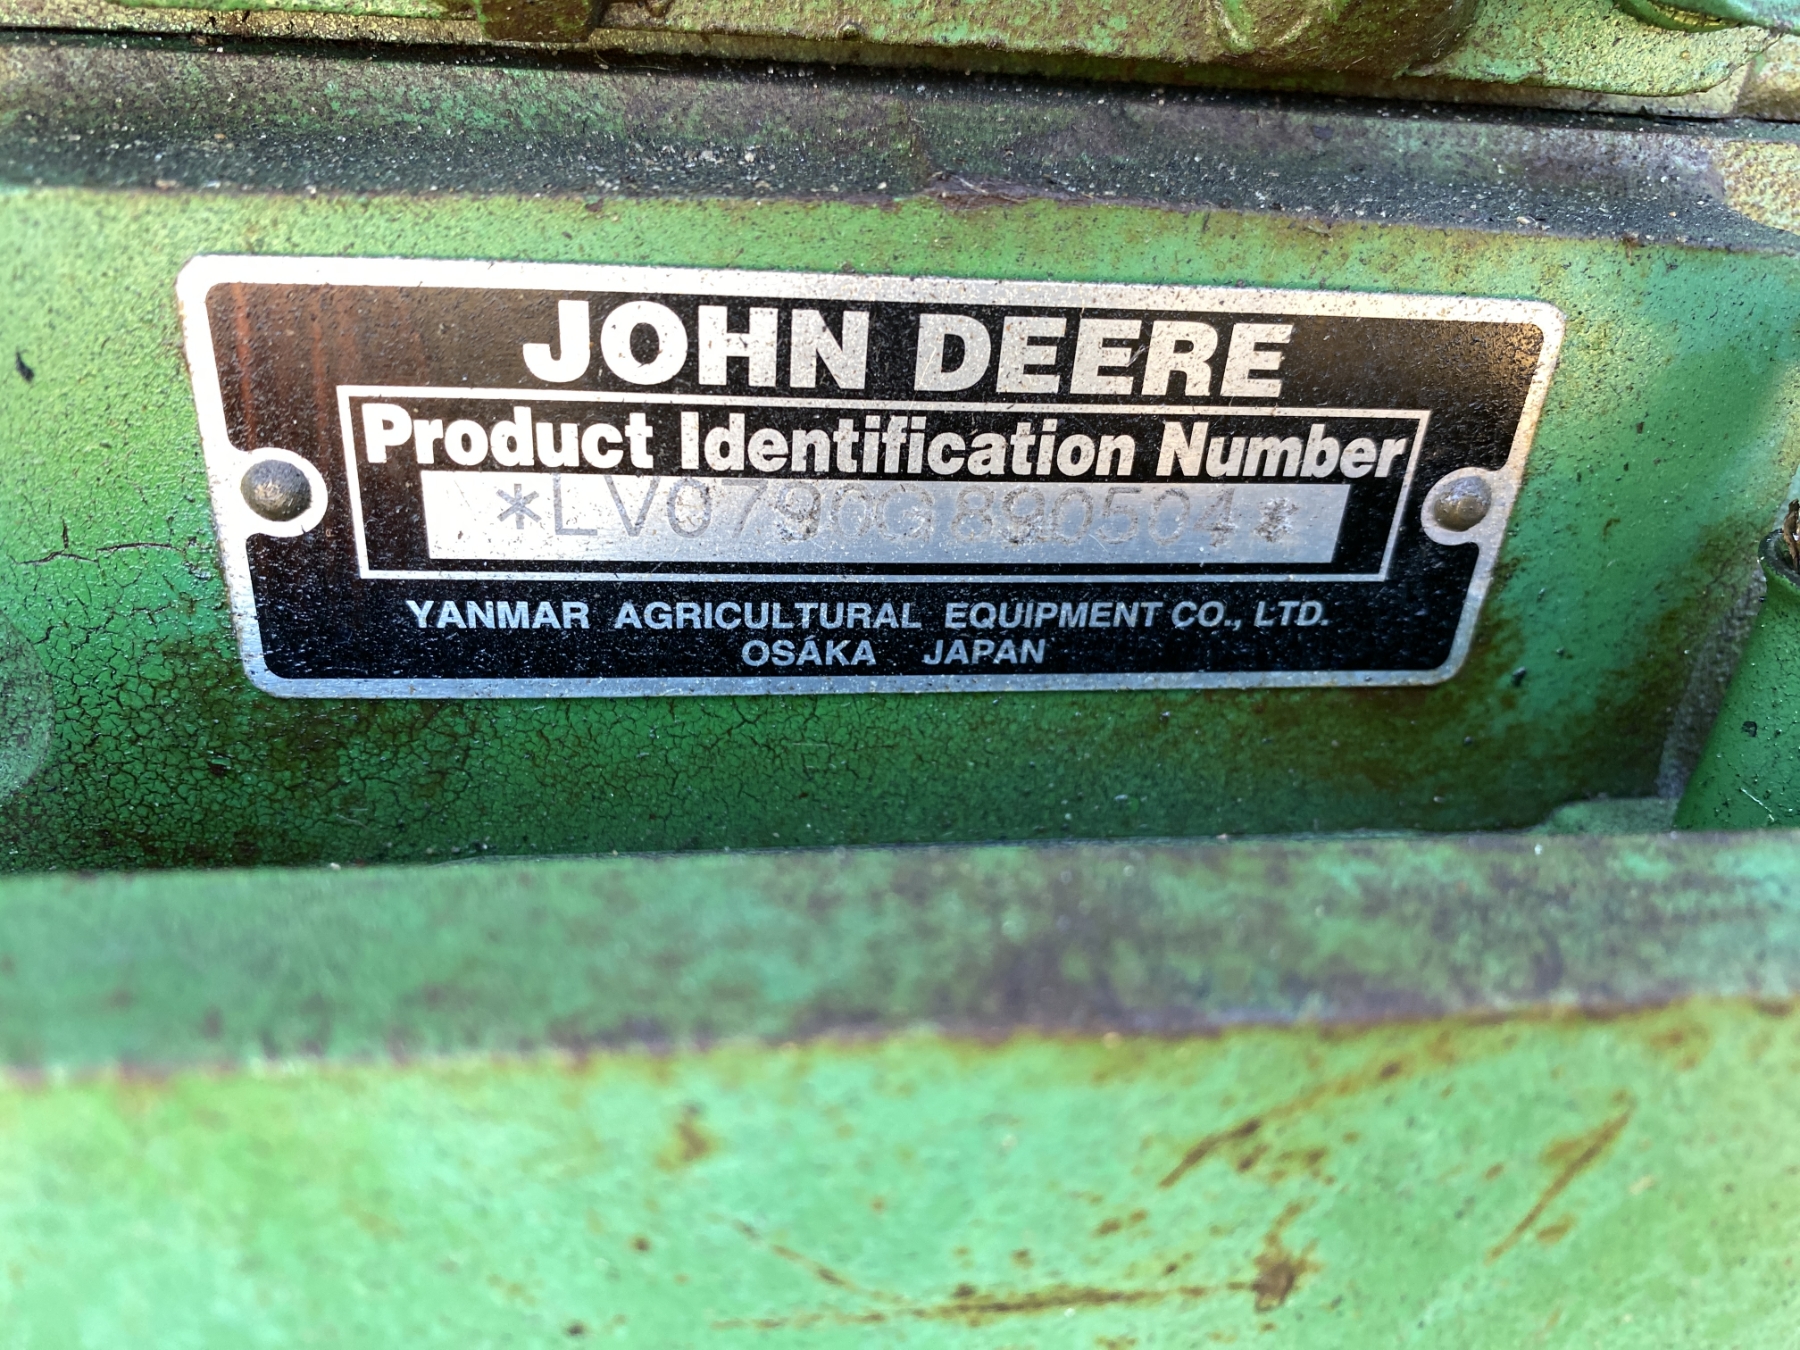 JOHN DEERE
Product Identification Number
*LV0790G890504*
YANMAR AGRICULTURAL EQUIPMENT CO., LTD.
OSAKA JAPAN